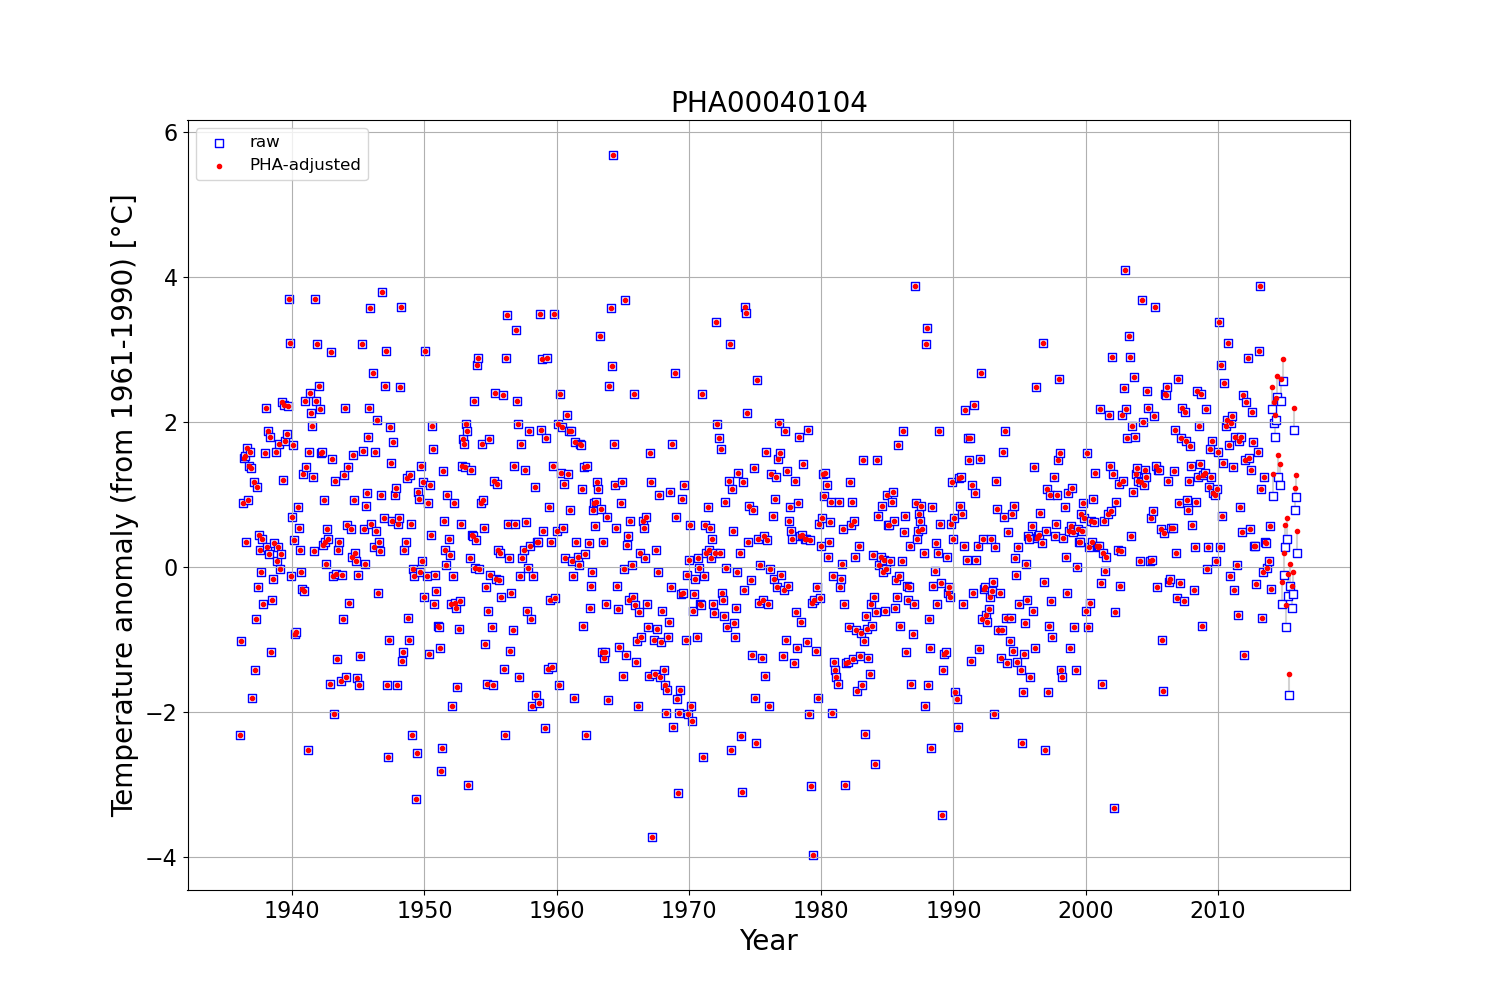 PHA00040104
raw
PHA-adjusted
Temperature anomaly (from 1961-1990) [°C]
6
4
2
0
−2
−4
1940 1950 1960 1970 1980 1990 2000 2010
Year